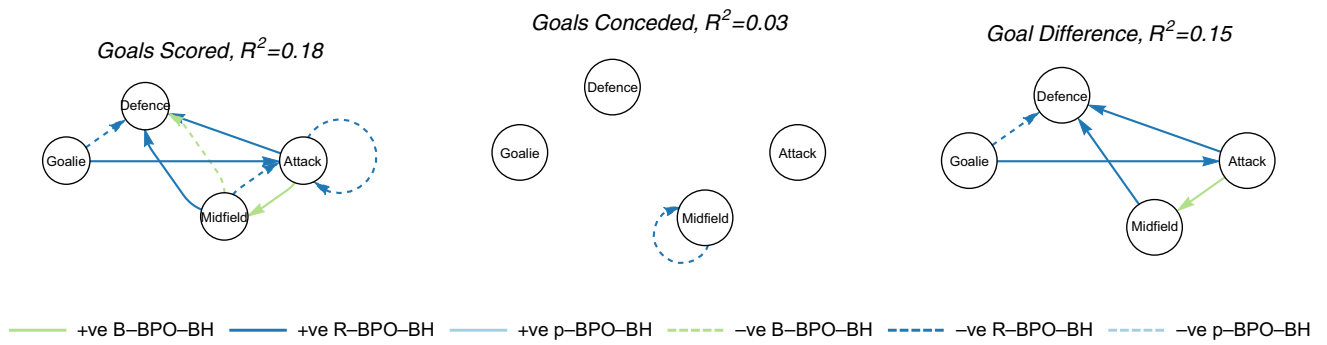 Goals Scored, R²=0.18
Defence
Goalie
Attack
Midfield
Goals Conceded, R²=0.03
Defence
Goalie
Attack
Midfield
Goal Difference, R²=0.15
Defence
Goalie
Attack
Midfield
+ve B–BPO–BH +ve R–BPO–BH +ve p–BPO–BH –ve B–BPO–BH –ve R–BPO–BH –ve p–BPO–BH